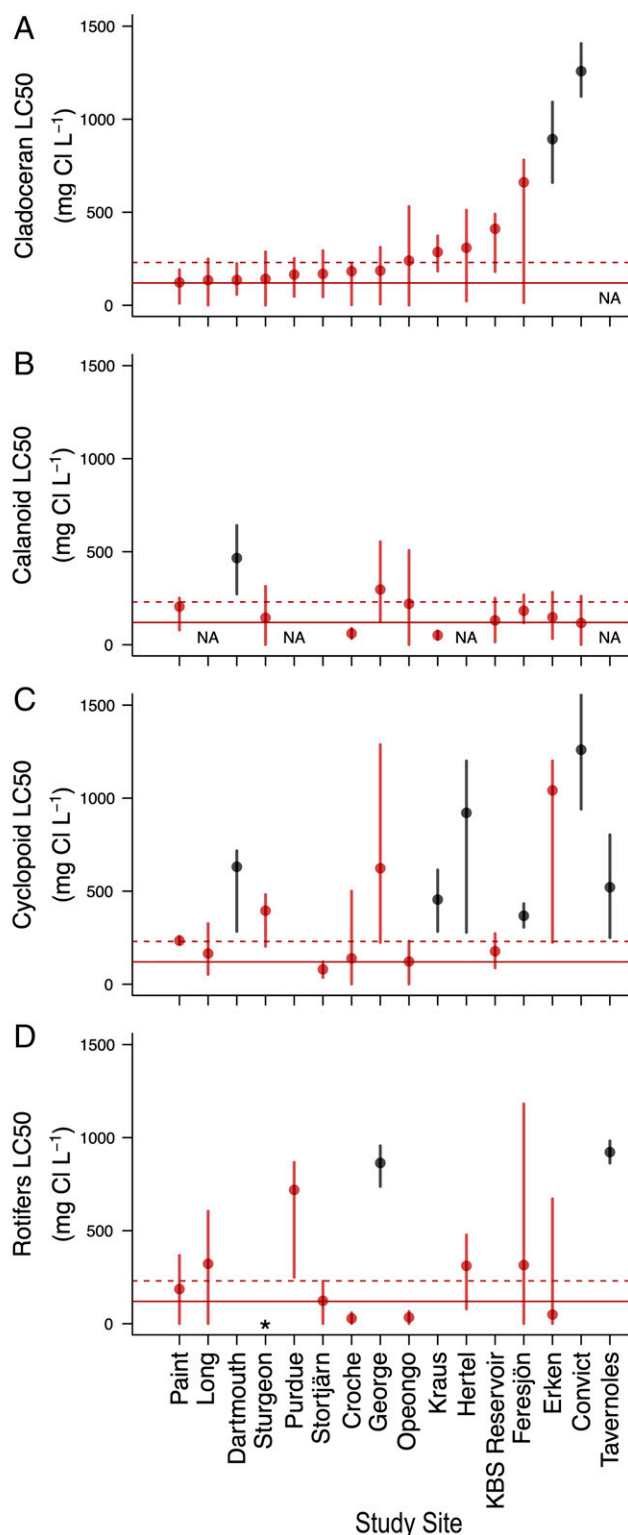 A
Cladoceran LC50
(mg Cl L⁻¹)
1500
1000
500
0
NA
B
Calanoid LC50
(mg Cl L⁻¹)
1500
1000
500
0
NA
NA
NA
NA
C
Cyclopoid LC50
(mg Cl L⁻¹)
1500
1000
500
0
D
Rotifers LC50
(mg Cl L⁻¹)
1500
1000
500
0
*
Paint
Long
Dartmouth
Sturgeon
Purdue
Stortjärn
Croche
George
Opeongo
Kraus
Hertel
KBS Reservoir
Feresjön
Erken
Convict
Tavernoles
Study Site